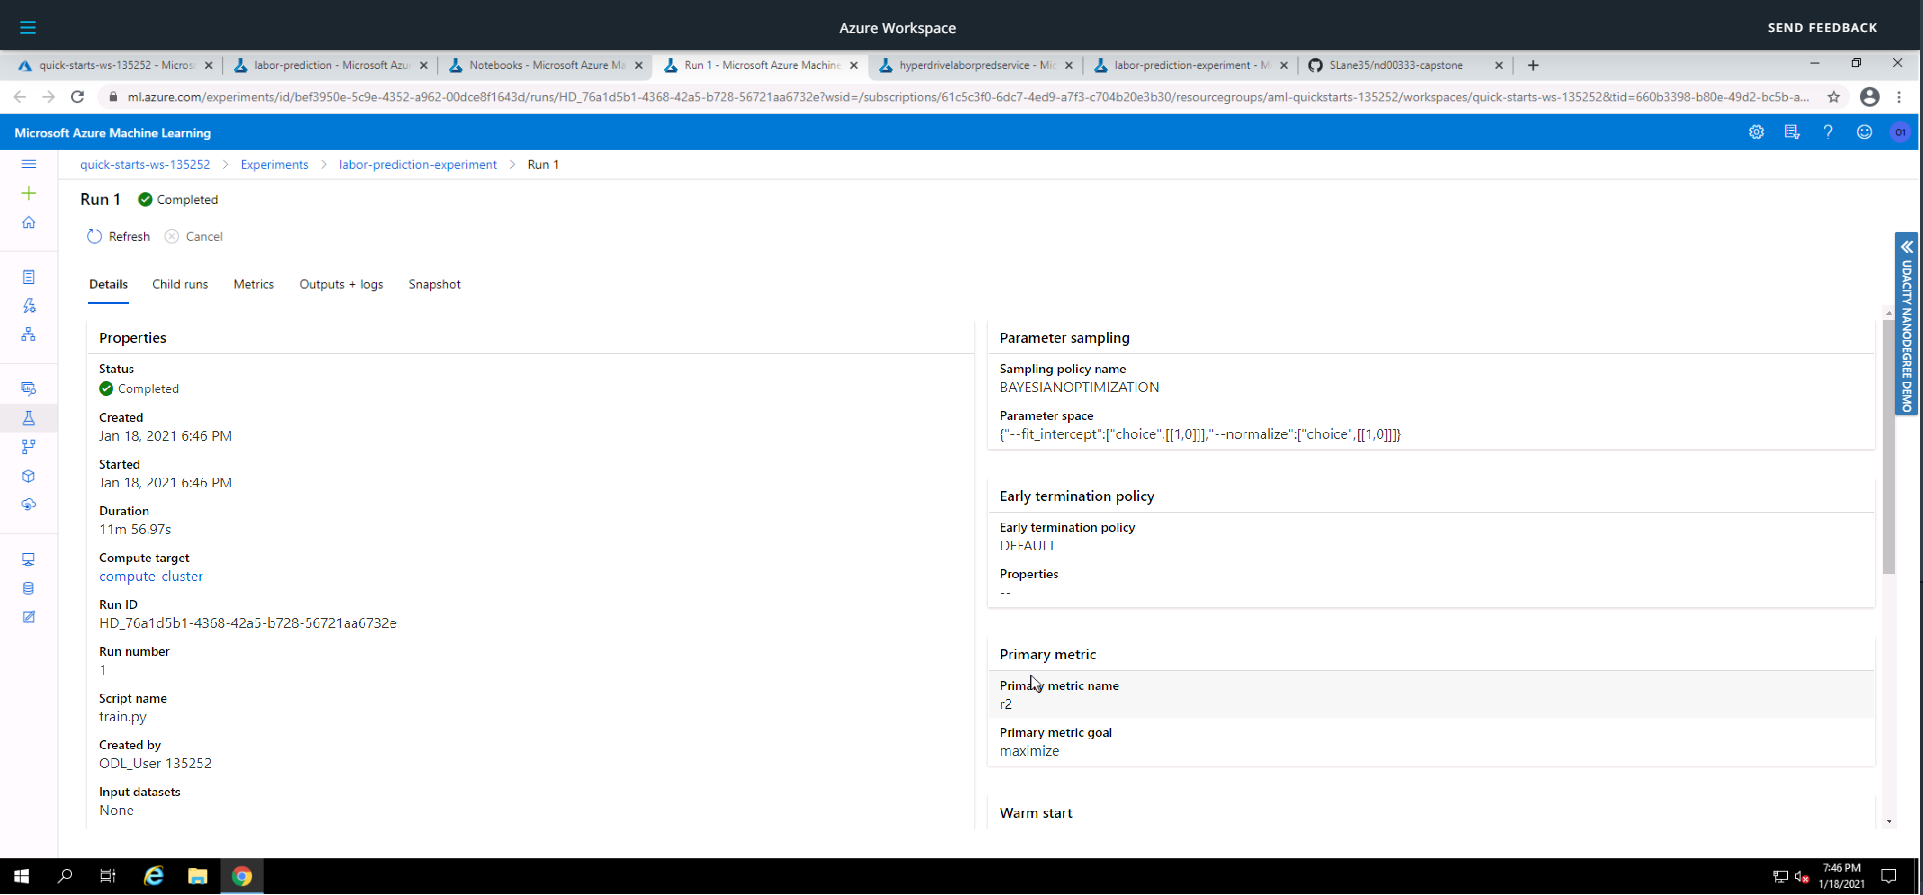 Azure Workspace
SEND FEEDBACK
quick-starts-ws-135252 - Micros
labor-prediction - Microsoft Azur
Notebooks - Microsoft Azure Ma
Run 1 - Microsoft Azure Machine
hyperdrivelaborpredservice - Mic
labor-prediction-experiment - M
SLane35/nd00333-capstone
ml.azure.com/experiments/id/bef3950e-5c9e-4352-a962-00dce8f1643d/runs/HD_76a1d5b1-4368-42a5-b728-56721aa6732e?wsid=/subscriptions/61c5c3f0-6dc7-4ed9-a7f3-c704b20e3b30/resourcegroups/aml-quickstarts-135252/workspaces/quick-starts-ws-135252&tid=660b3398-b80e-49d2-bc5b-a...
Microsoft Azure Machine Learning
O1
quick-starts-ws-135252 > Experiments > labor-prediction-experiment > Run 1
Run 1 Completed
Refresh Cancel
Details Child runs Metrics Outputs + logs Snapshot
Properties
Status
Completed
Created
Jan 18, 2021 6:46 PM
Started
Jan 18, 2021 6:46 PM
Duration
11m 56.97s
Compute target
compute-cluster
Run ID
HD_76a1d5b1-4368-42a5-b728-56721aa6732e
Run number
1
Script name
train.py
Created by
ODL_User 135252
Input datasets
None
Parameter sampling
Sampling policy name
BAYESIANOPTIMIZATION
Parameter space
{"--fit_intercept":["choice",[[1,0]]],"--normalize":["choice",[[1,0]]]}
Early termination policy
Early termination policy
DEFAULT
Properties
--
Primary metric
Primary metric name
r2
Primary metric goal
maximize
Warm start
UDACITY NANODEGREE DEMO
7:46 PM
1/18/2021